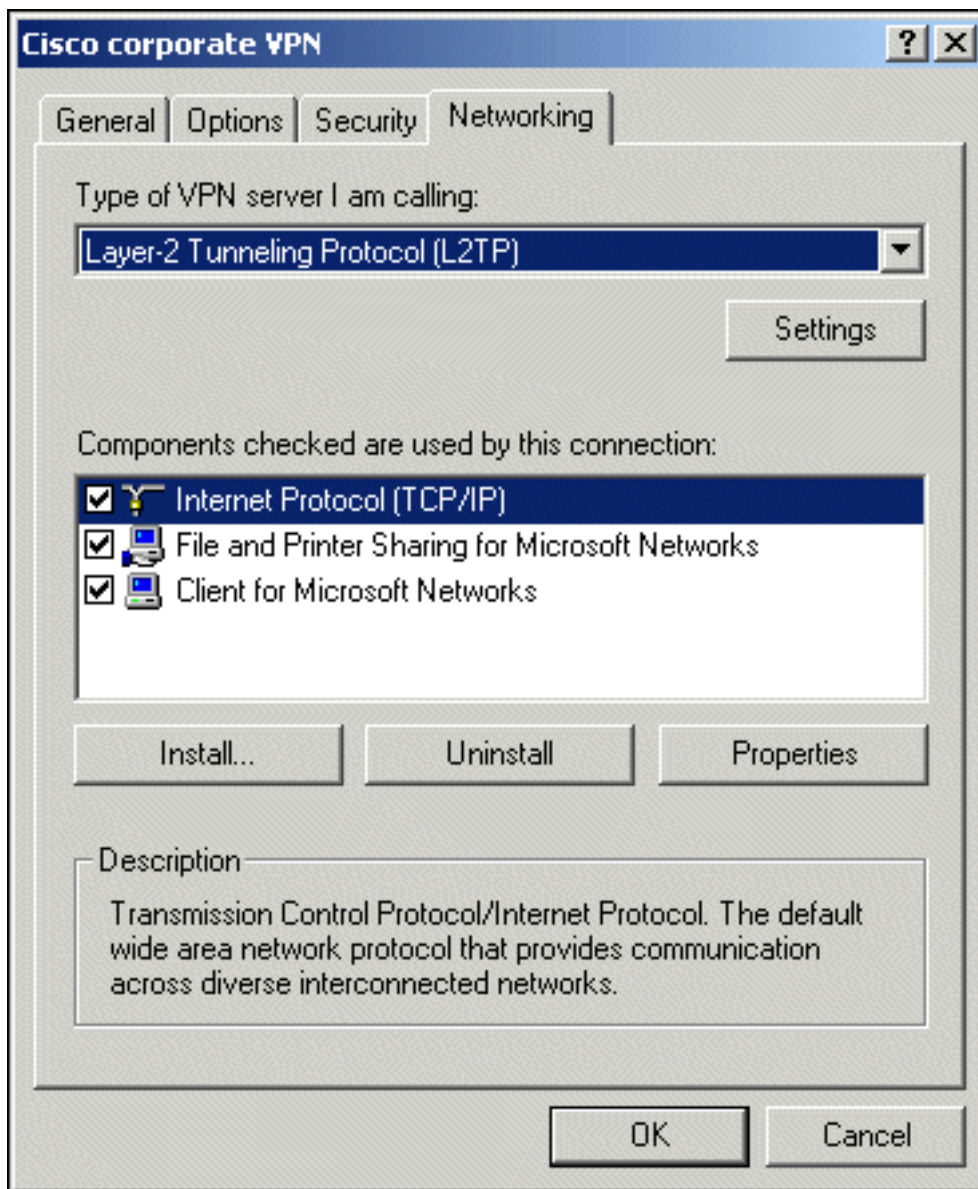 Cisco corporate VPN
General Options Security Networking
Type of VPN server I am calling:
Layer-2 Tunneling Protocol (L2TP)
Settings
Components checked are used by this connection:
Internet Protocol (TCP/IP)
File and Printer Sharing for Microsoft Networks
Client for Microsoft Networks
Install... Uninstall Properties
Description
Transmission Control Protocol/Internet Protocol. The default
wide area network protocol that provides communication
across diverse interconnected networks.
OK Cancel